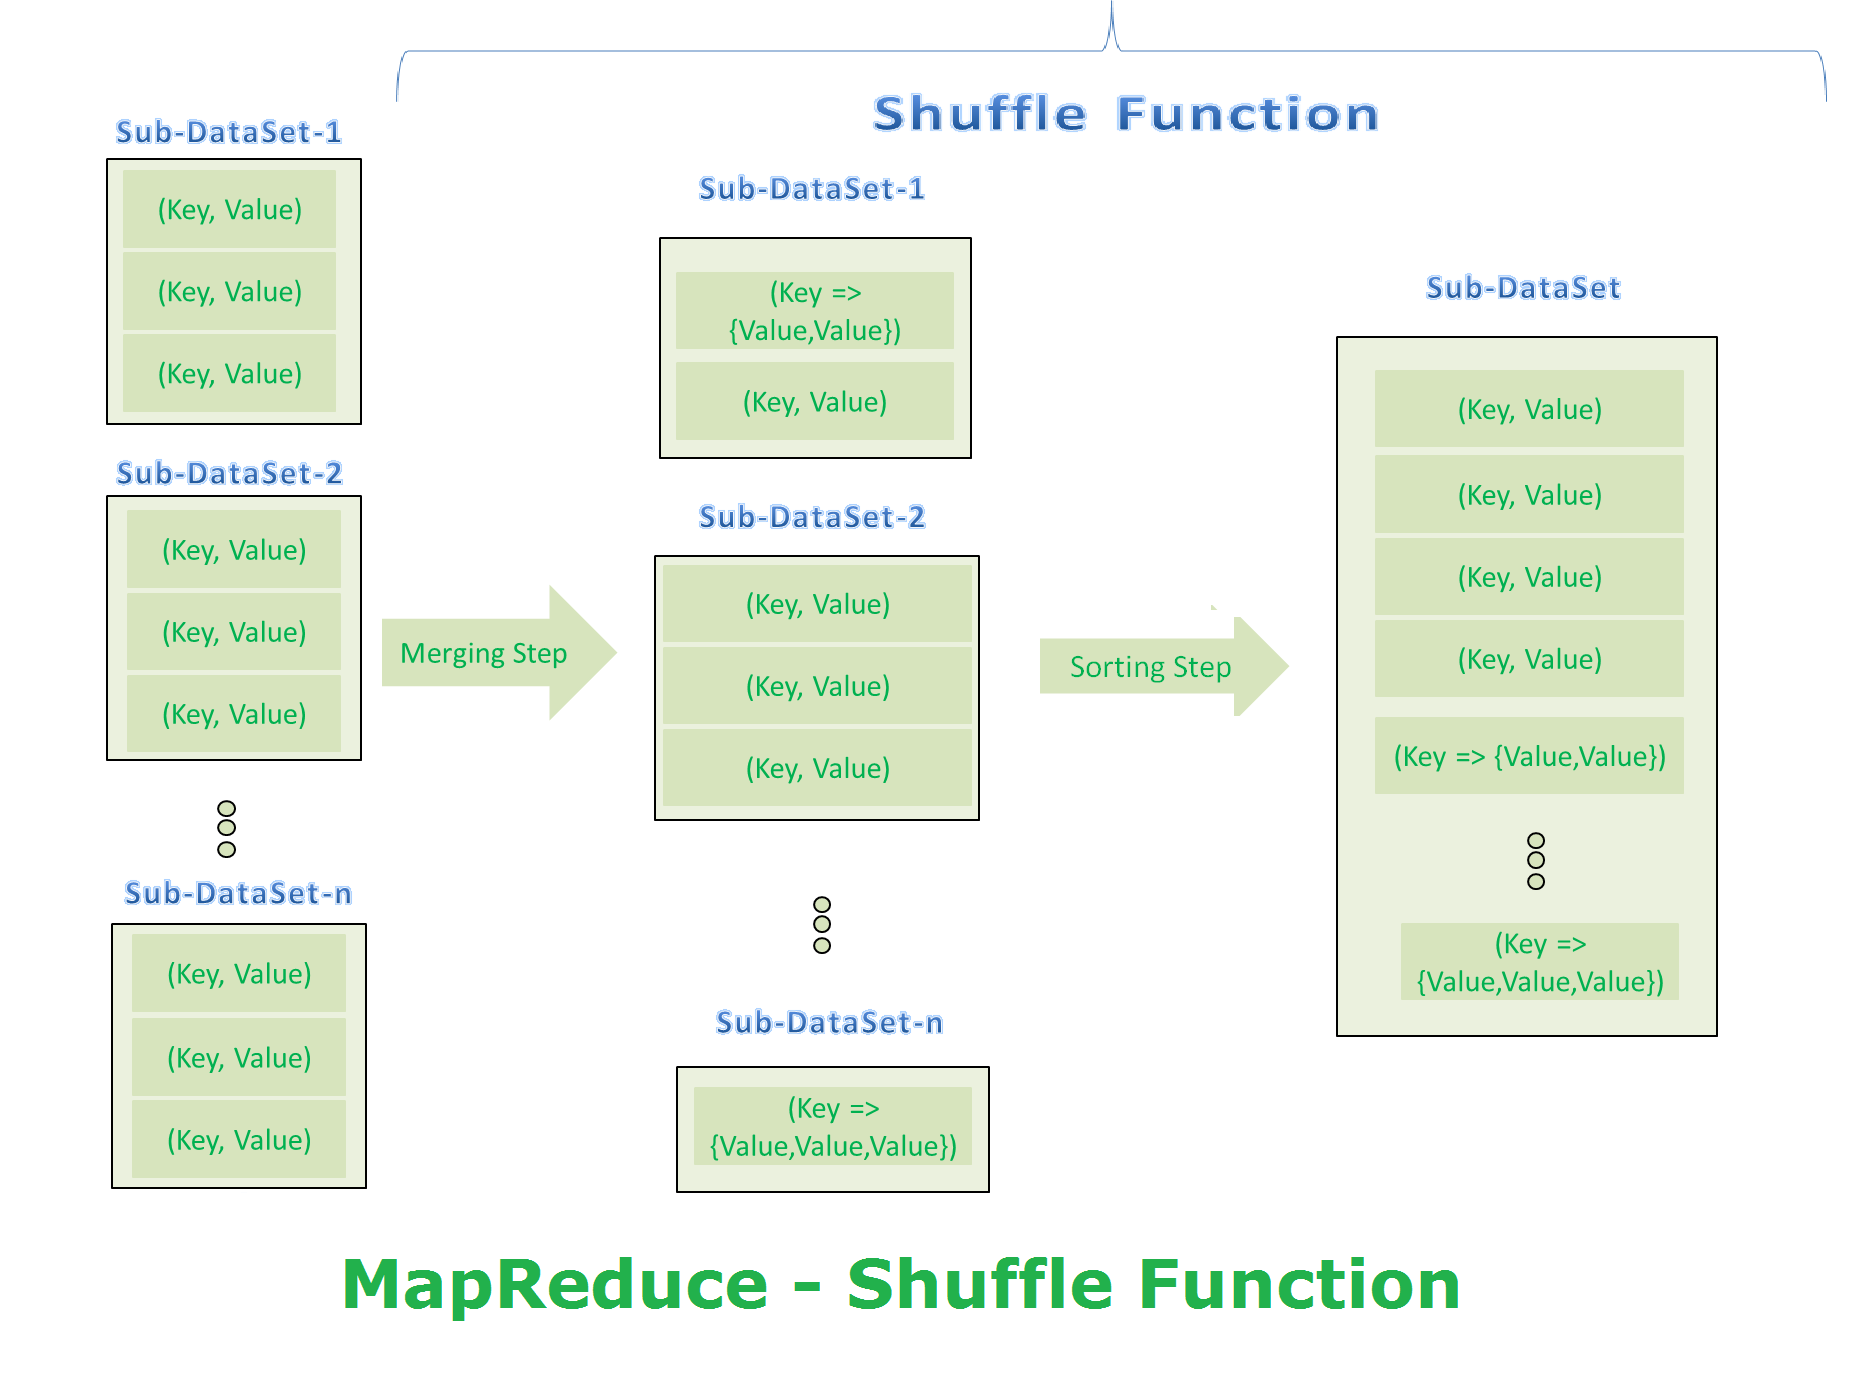 Shuffle Function
Sub-DataSet-1
(Key, Value)
(Key, Value)
(Key, Value)
Sub-DataSet-2
(Key, Value)
(Key, Value)
(Key, Value)
Sub-DataSet-n
(Key, Value)
(Key, Value)
(Key, Value)
Merging Step
Sub-DataSet-1
(Key =>
{Value,Value})
(Key, Value)
Sub-DataSet-2
(Key, Value)
(Key, Value)
(Key, Value)
Sub-DataSet-n
(Key =>
{Value,Value,Value})
Sorting Step
Sub-DataSet
(Key, Value)
(Key, Value)
(Key, Value)
(Key, Value)
(Key => {Value,Value})
(Key =>
{Value,Value,Value})
MapReduce - Shuffle Function